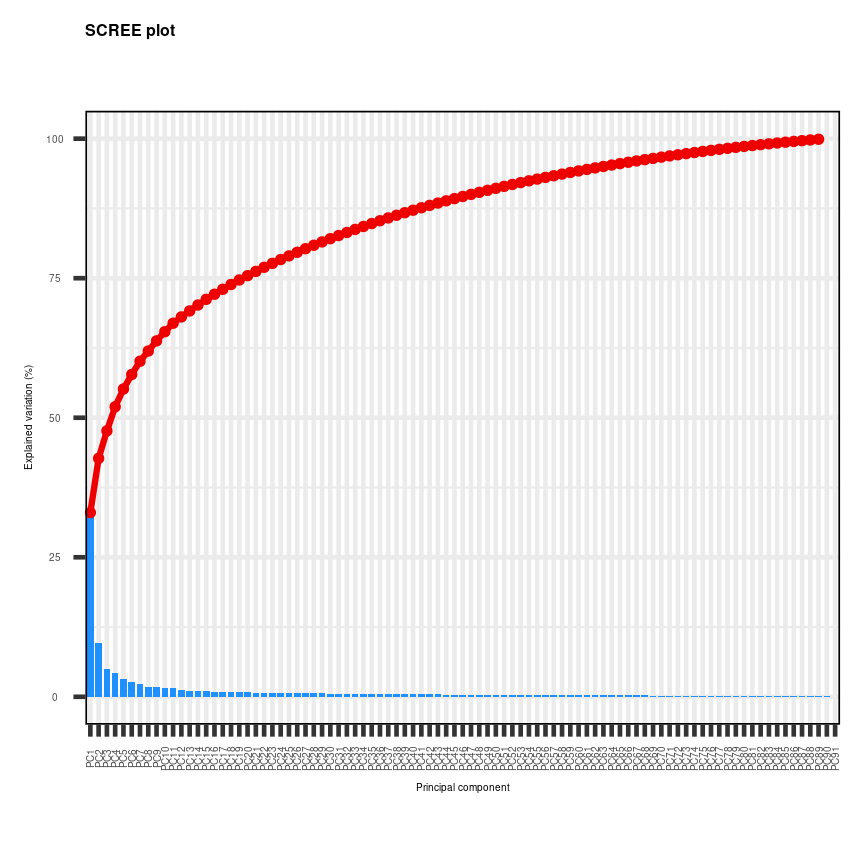 SCREE plot
Explained variation (%)
100
75
50
25
0
PC1 PC2 PC3 PC4 PC5 PC6 PC7 PC8 PC9 PC10 PC11 PC12 PC13 PC14 PC15 PC16 PC17 PC18 PC19 PC20 PC21 PC22 PC23 PC24 PC25 PC26 PC27 PC28 PC29 PC30 PC31 PC32 PC33 PC34 PC35 PC36 PC37 PC38 PC39 PC40 PC41 PC42 PC43 PC44 PC45 PC46 PC47 PC48 PC49 PC50 PC51 PC52 PC53 PC54 PC55 PC56 PC57 PC58 PC59 PC60 PC61 PC62 PC63 PC64 PC65 PC66 PC67 PC68 PC69 PC70 PC71 PC72 PC73 PC74 PC75 PC76 PC77 PC78 PC79 PC80 PC81 PC82 PC83 PC84 PC85 PC86 PC87 PC88 PC89 PC90 PC91
Principal component